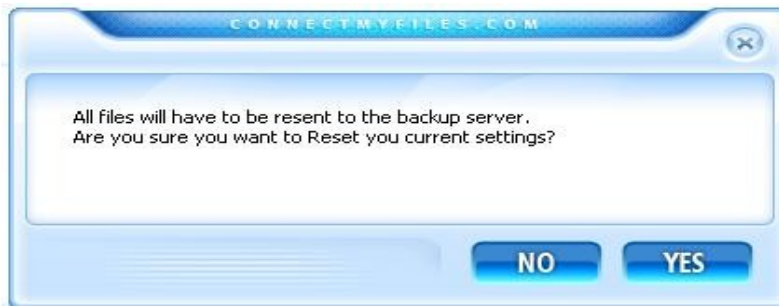 CONNECTMYFILES.COM
All files will have to be resent to the backup server.
Are you sure you want to Reset you current settings?
NO YES